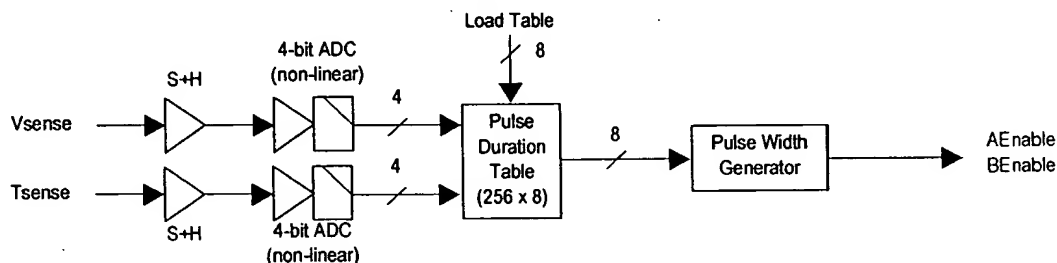 Load Table
8
4-bit ADC
(non-linear)
S+H
4
Vsense
Pulse
Duration
Table
(256 x 8)
8
Pulse Width
Generator
AEnable
BEnable
Tsense
4
S+H
4-bit ADC
(non-linear)